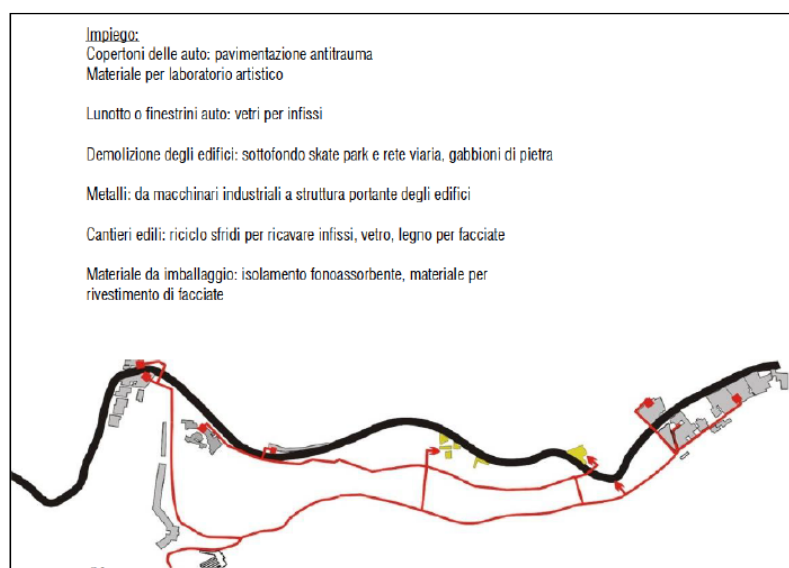 Impiego:
Copertoni delle auto: pavimentazione antitrauma
Materiale per laboratorio artistico
Lunotto o finestrini auto: vetri per infissi
Demolizione degli edifici: sottofondo skate park e rete viaria, gabbioni di pietra
Metalli: da macchinari industriali a struttura portante degli edifici
Cantieri edili: riciclo sfridi per ricavare infissi, vetro, legno per facciate
Materiale da imballaggio: isolamento fonoassorbente, materiale per
rivestimento di facciate